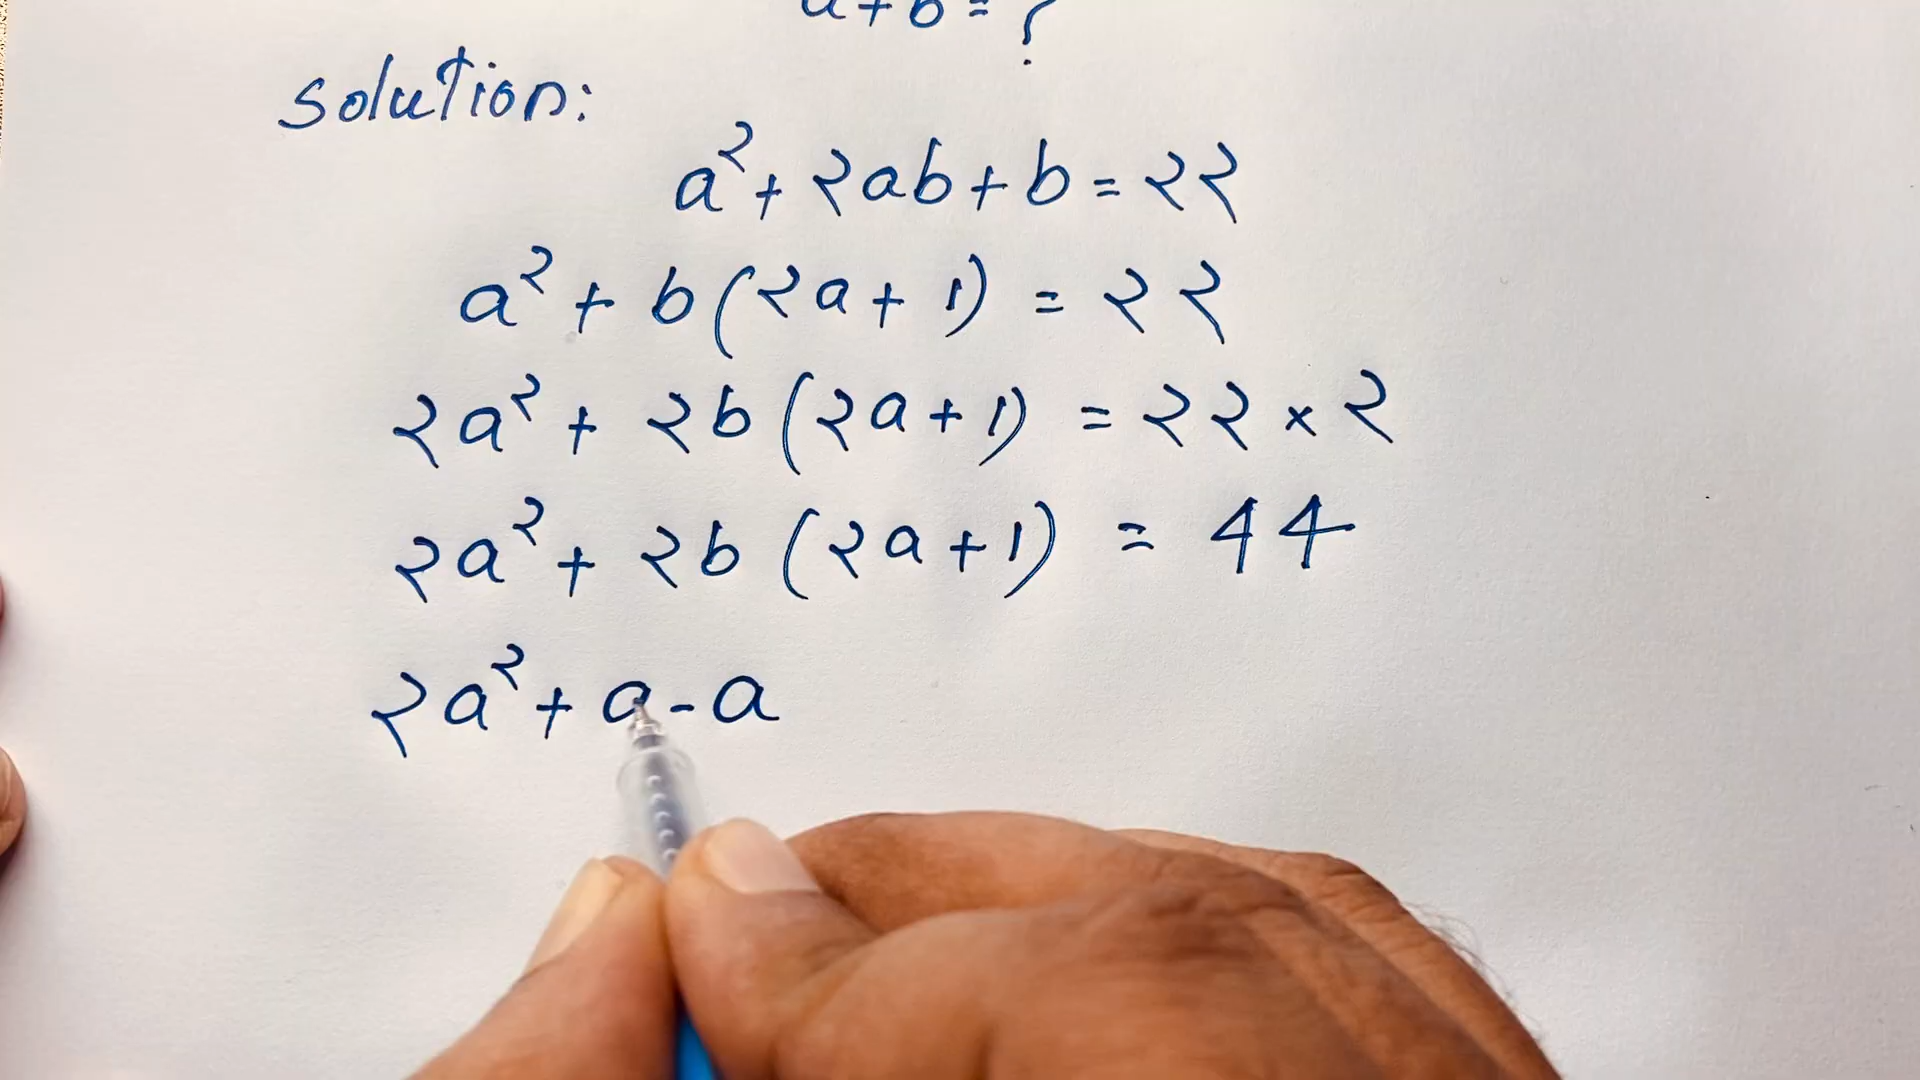 a+b=?
Solution:
a²+2ab+b=22
a²+b(2a+1)=22
2a²+2b(2a+1)=22×2
2a²+2b(2a+1)=44
2a²+a-a